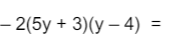 – 2(5y + 3)(y – 4)  =